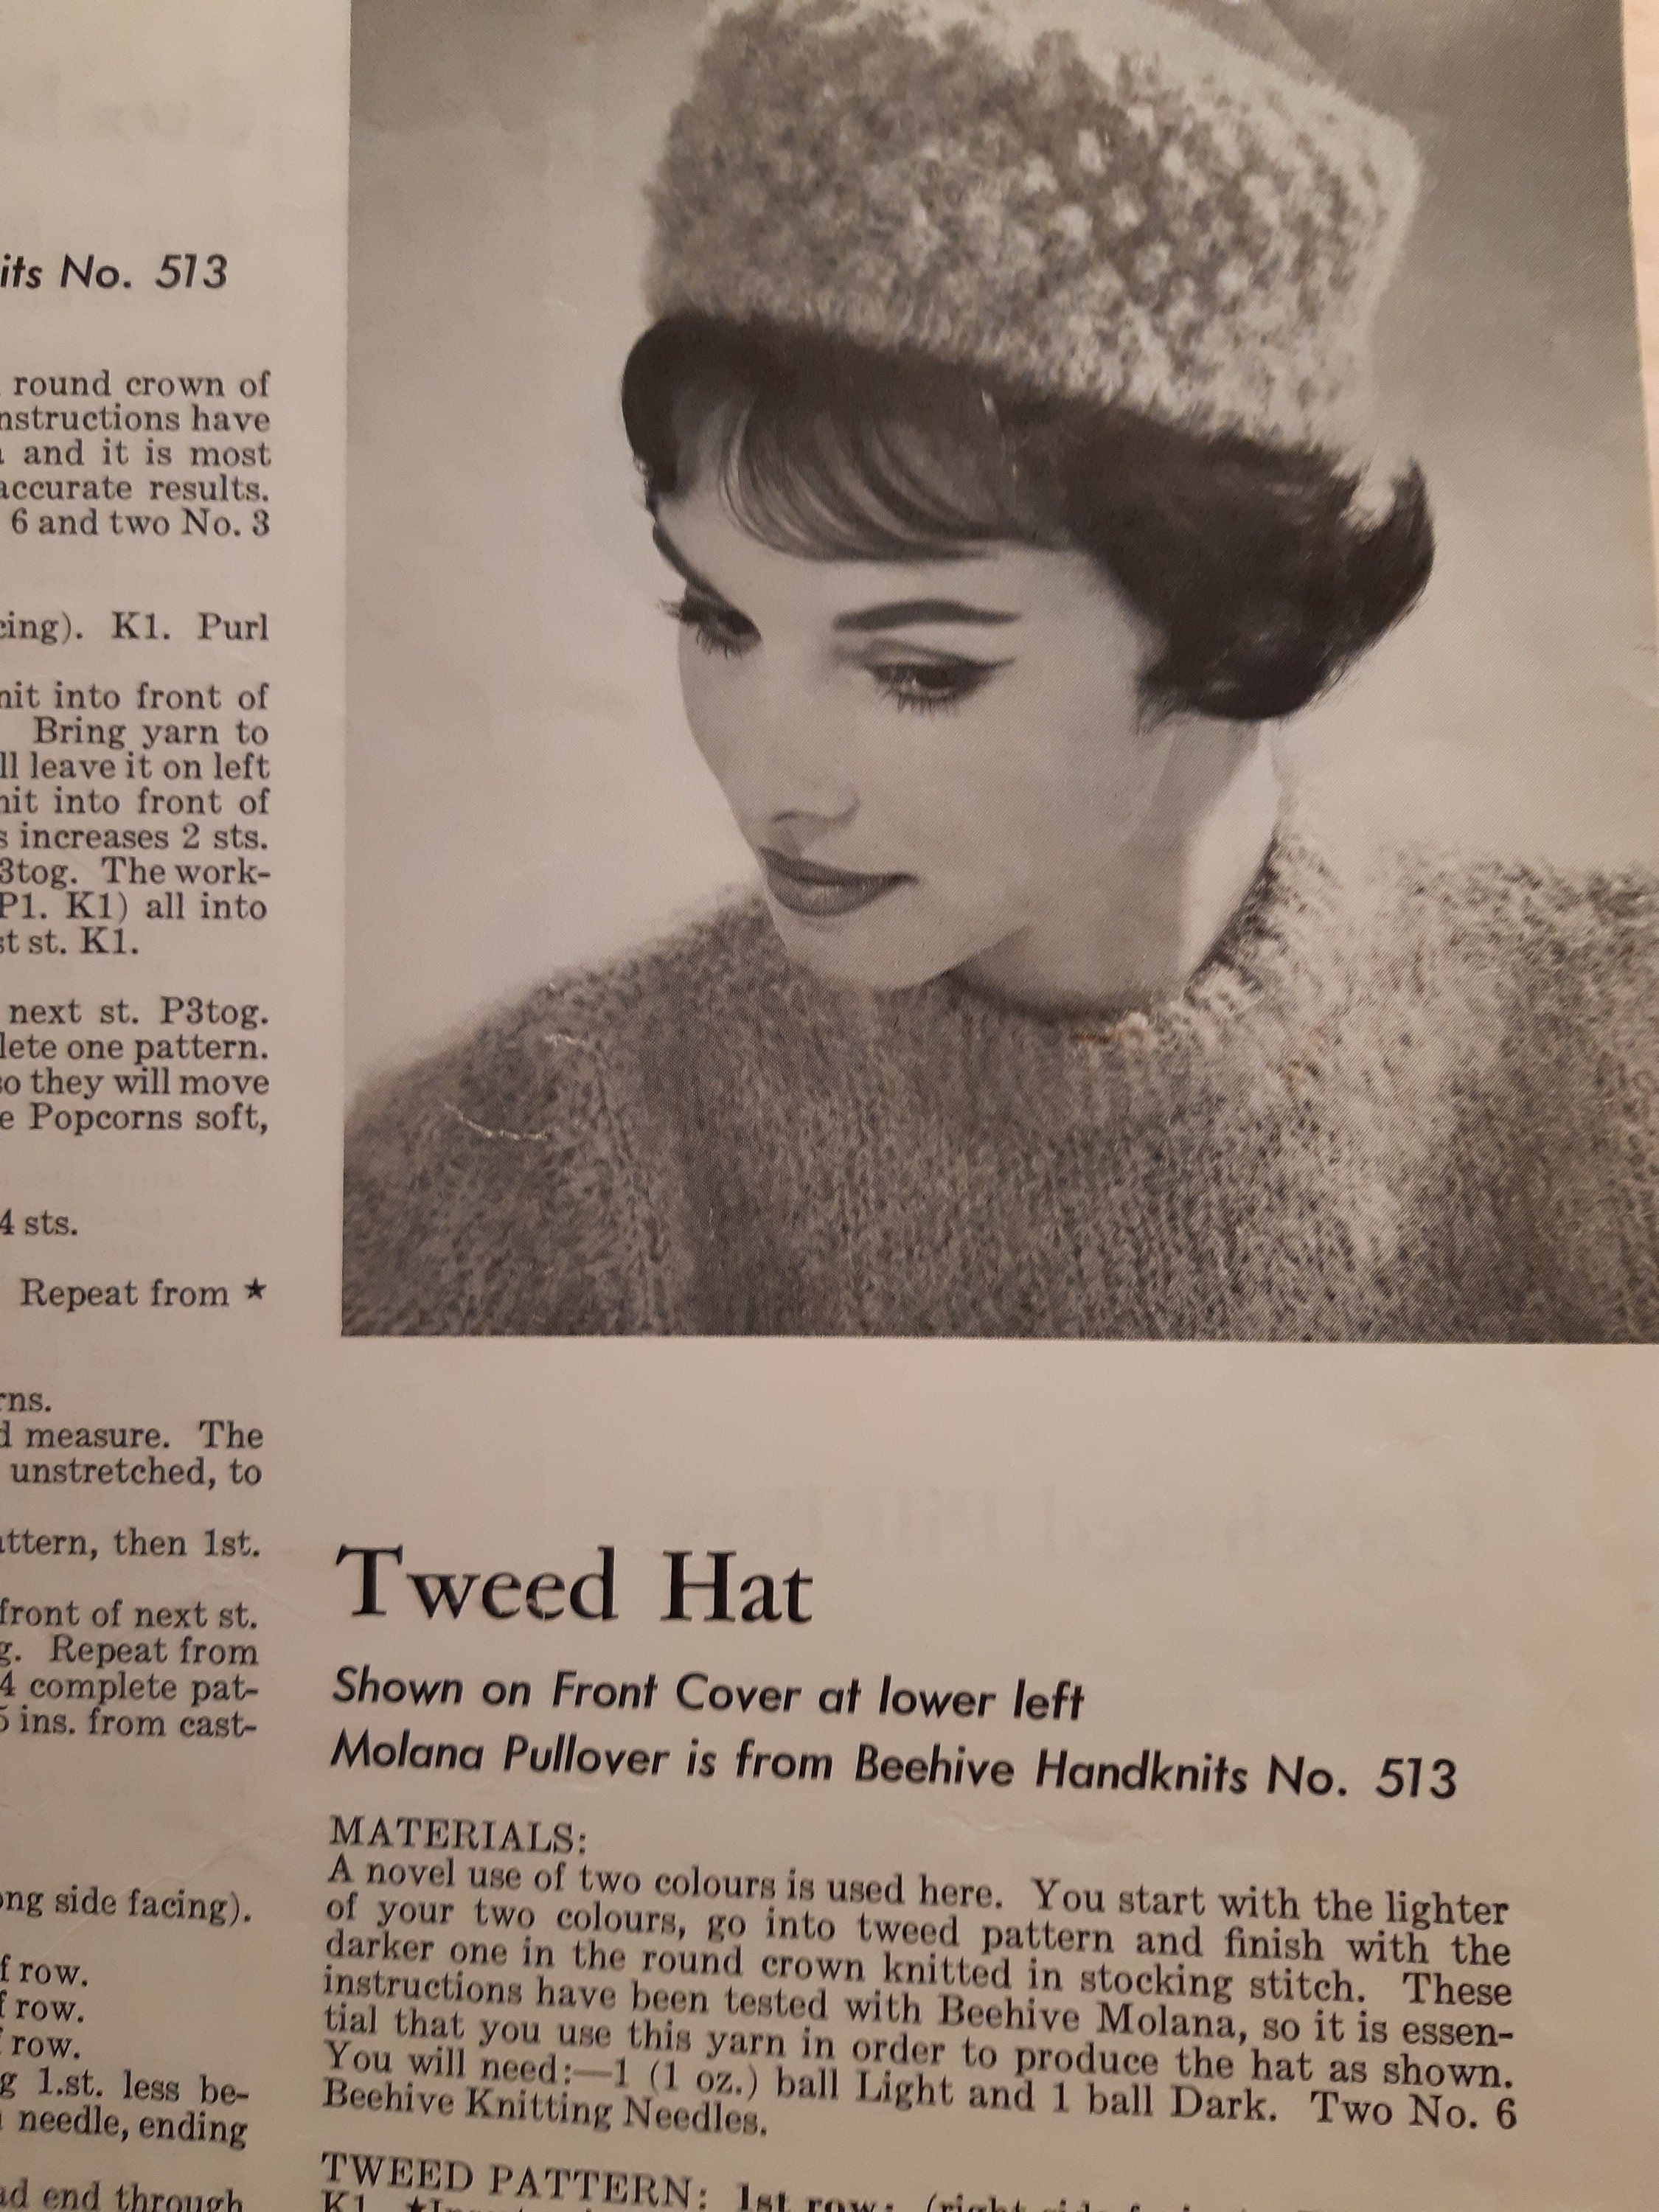 its No. 513
round crown of
nstructions have
and it is most
accurate results.
6 and two No. 3
cing). K1. Purl
nit into front of
Bring yarn to
ll leave it on left
nit into front of
s increases 2 sts.
3tog. The work-
P1. K1) all into
st st. K1.
next st. P3tog.
lete one pattern.
so they will move
e Popcorns soft,
4 sts.
Repeat from ★
rns.
d measure. The
unstretched, to
attern, then 1st.
front of next st.
g. Repeat from
4 complete pat-
5 ins. from cast-
ong side facing).
f row.
f row.
f row.
g 1.st. less be-
needle, ending
ad end through
Tweed Hat
Shown on Front Cover at lower left
Molana Pullover is from Beehive Handknits No. 513
MATERIALS:
A novel use of two colours is used here. You start with the lighter
of your two colours, go into tweed pattern and finish with the
darker one in the round crown knitted in stocking stitch. These
instructions have been tested with Beehive Molana, so it is essen-
tial that you use this yarn in order to produce the hat as shown.
You will need:—1 (1 oz.) ball Light and 1 ball Dark. Two No. 6
Beehive Knitting Needles.
TWEED PATTERN: 1st row: (right side facing).
K1. ★